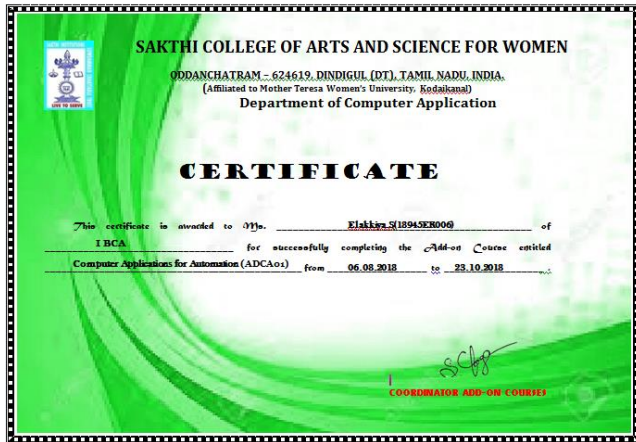 SAKTHI COLLEGE OF ARTS AND SCIENCE FOR WOMEN
ODDANCHATRAM – 624619, DINDIGUL (DT), TAMIL NADU, INDIA.
(Affiliated to Mother Teresa Women's University, Kodaikanal)
Department of Computer Application
CERTIFICATE
This certificate is awarded to Ms. Elakkiya.S(18945ER006) of
I BCA for successfully completing the Add-on Course entitled
Computer Applications for Automation (ADCA01) from 06.08.2018 to 23.10.2018 .
COORDINATOR ADD-ON COURSES
LIVE TO SERVE